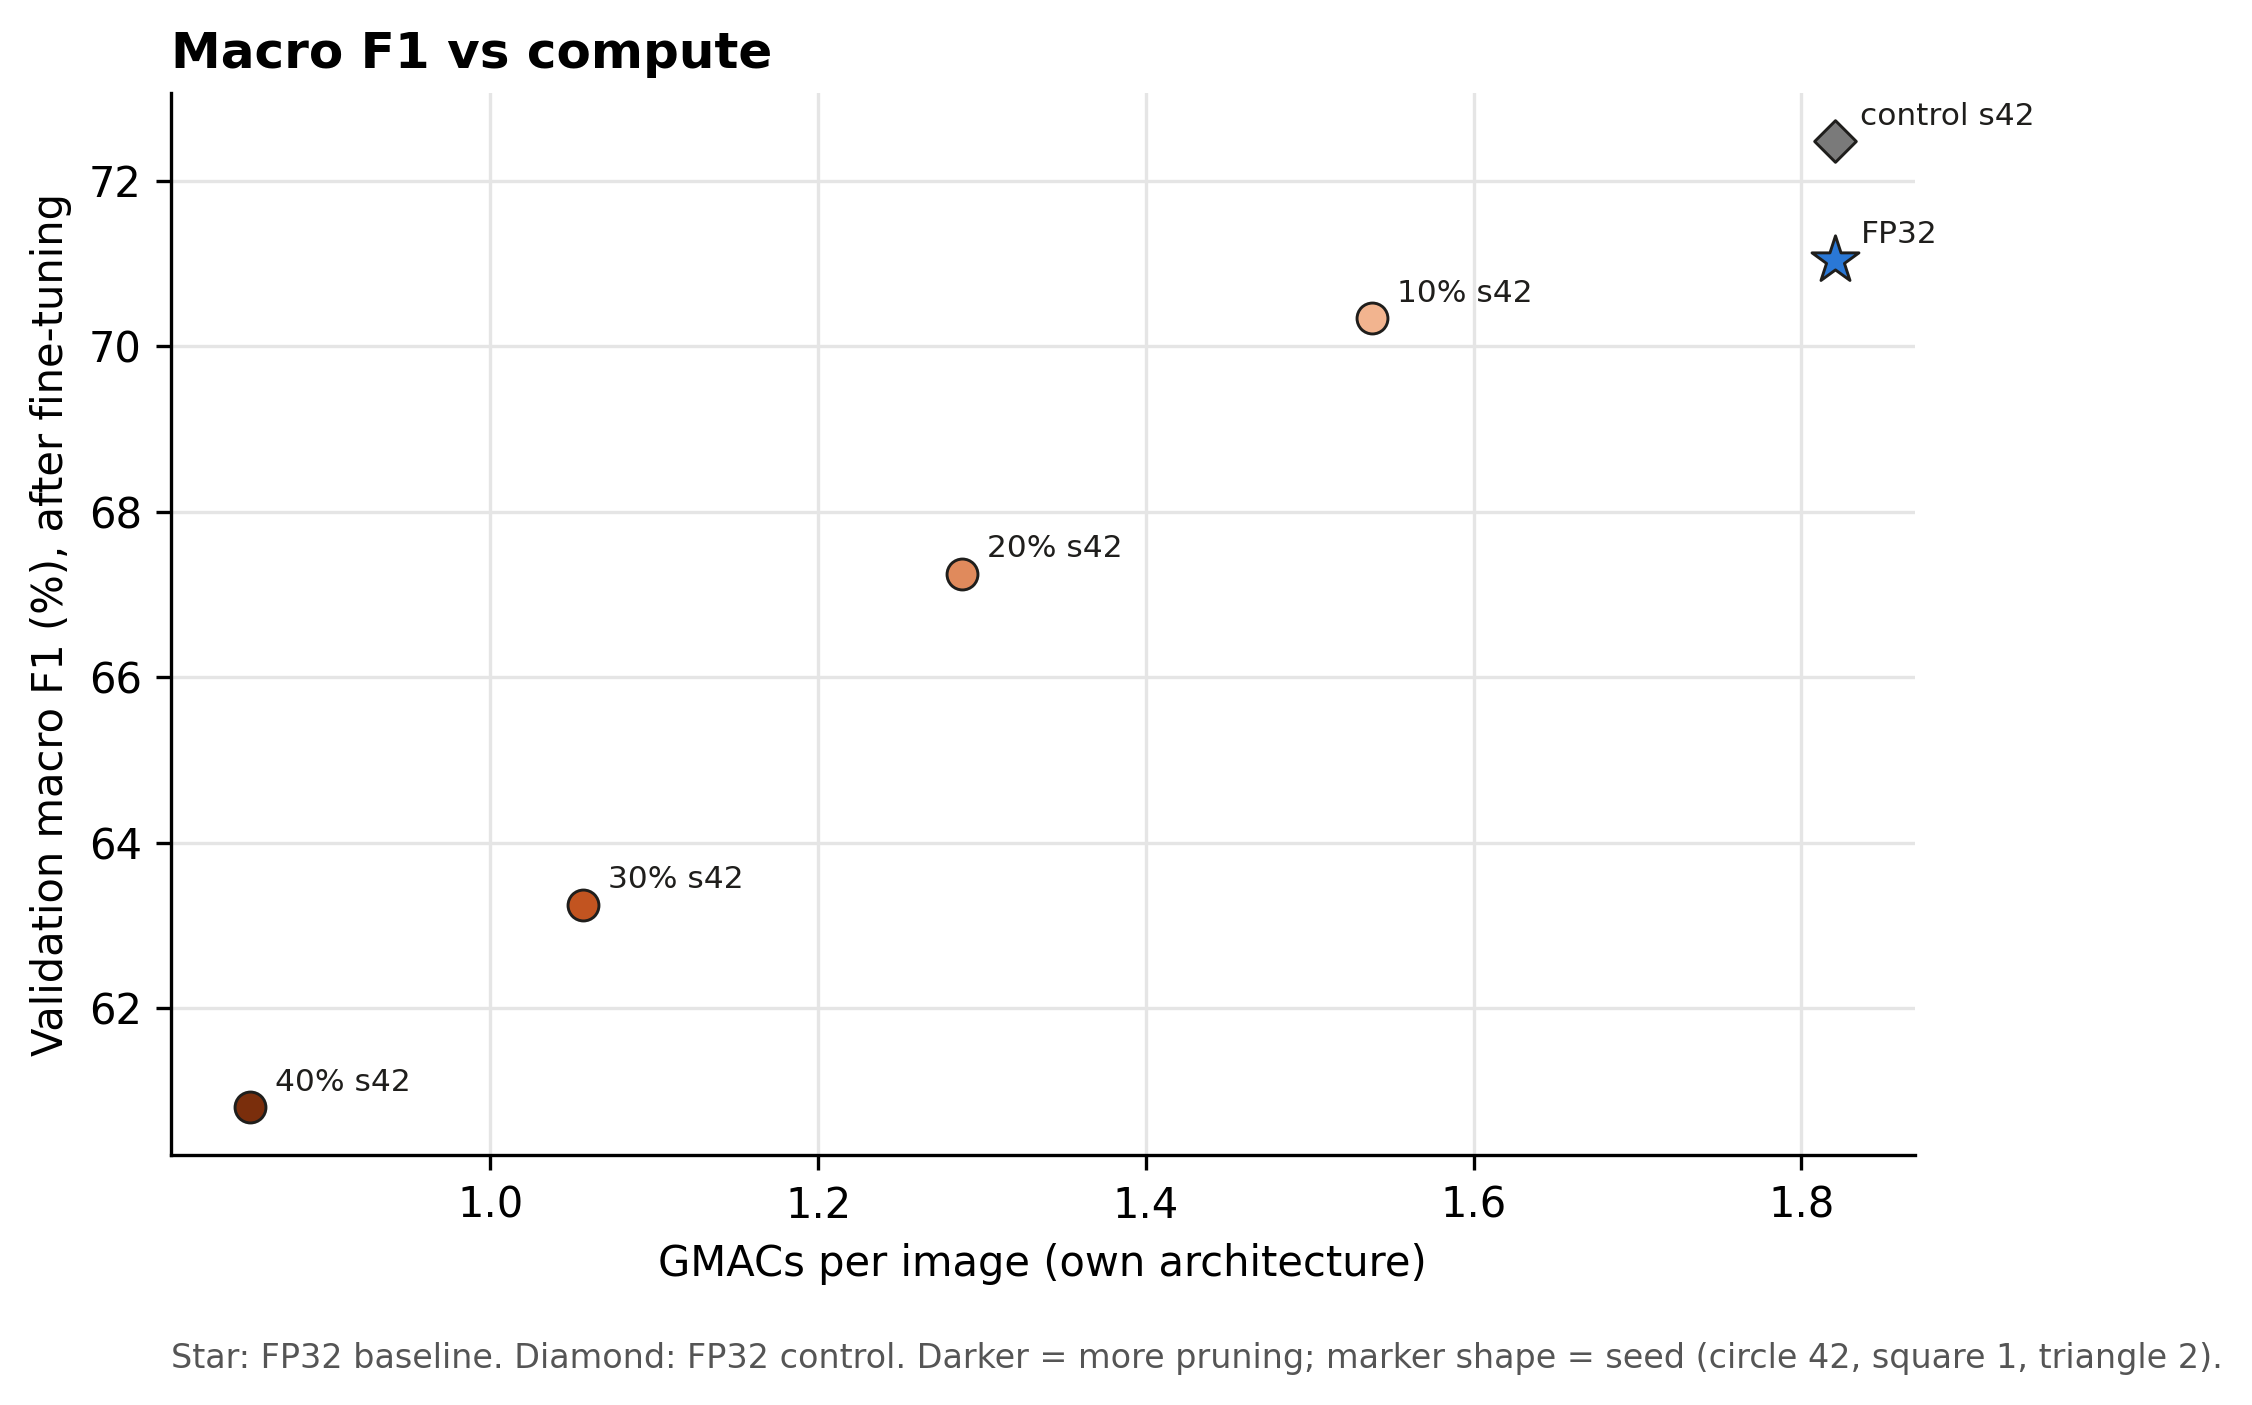 Macro F1 vs compute
control s42
72
FP32
10% s42
70
68
20% s42
66
64
30% s42
62
40% s42
Validation macro F1 (%), after fine-tuning
1.0 1.2 1.4 1.6 1.8
GMACs per image (own architecture)
Star: FP32 baseline. Diamond: FP32 control. Darker = more pruning; marker shape = seed (circle 42, square 1, triangle 2).